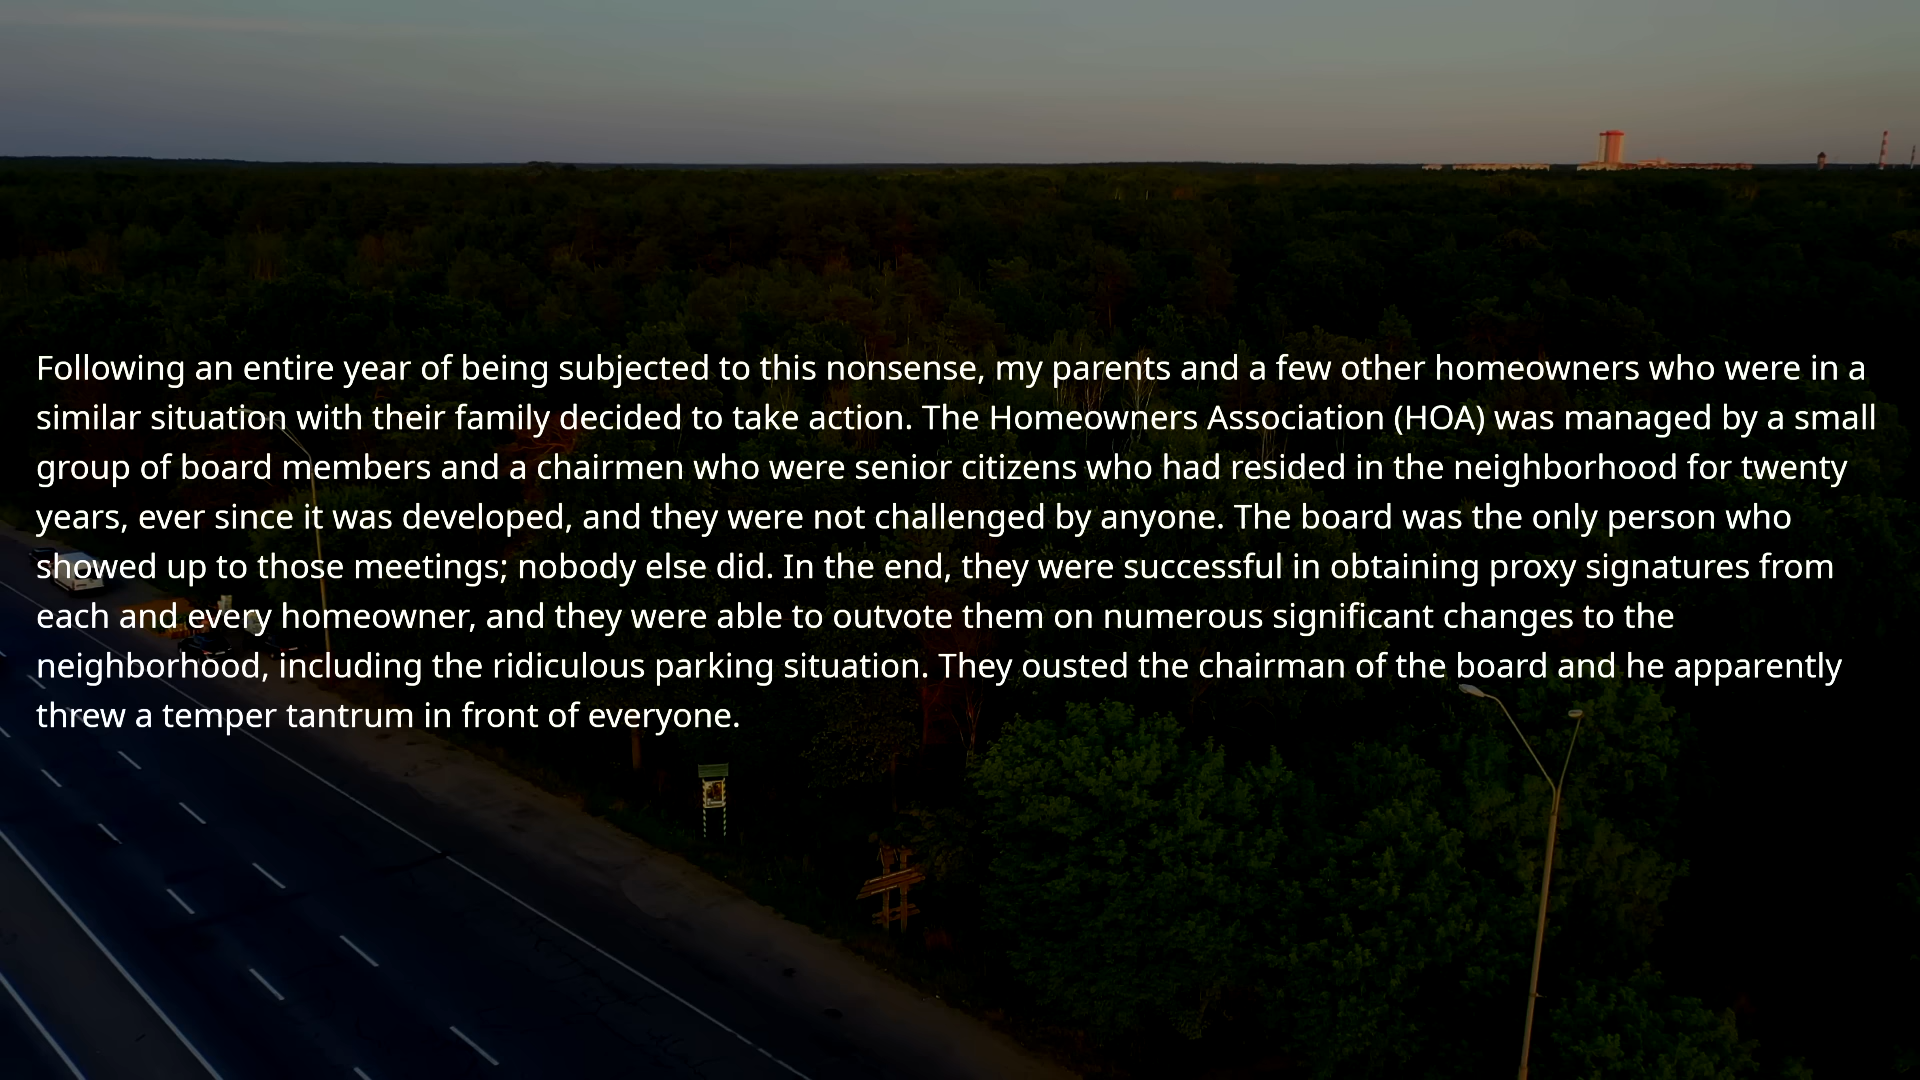 Following an entire year of being subjected to this nonsense, my parents and a few other homeowners who were in a
similar situation with their family decided to take action. The Homeowners Association (HOA) was managed by a small
group of board members and a chairmen who were senior citizens who had resided in the neighborhood for twenty
years, ever since it was developed, and they were not challenged by anyone. The board was the only person who
showed up to those meetings; nobody else did. In the end, they were successful in obtaining proxy signatures from
each and every homeowner, and they were able to outvote them on numerous significant changes to the
neighborhood, including the ridiculous parking situation. They ousted the chairman of the board and he apparently
threw a temper tantrum in front of everyone.